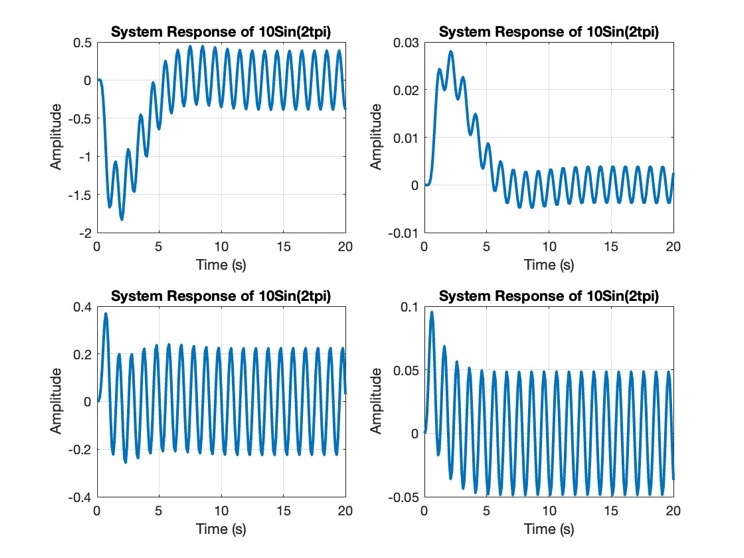 System Response of 10Sin(2tpi)
0.5
0
-0.5
-1
-1.5
-2
Amplitude
0 5 10 15 20
Time (s)
System Response of 10Sin(2tpi)
0.03
0.02
0.01
0
-0.01
Amplitude
0 5 10 15 20
Time (s)
System Response of 10Sin(2tpi)
0.4
0.2
0
-0.2
-0.4
Amplitude
0 5 10 15 20
Time (s)
System Response of 10Sin(2tpi)
0.1
0.05
0
-0.05
Amplitude
0 5 10 15 20
Time (s)